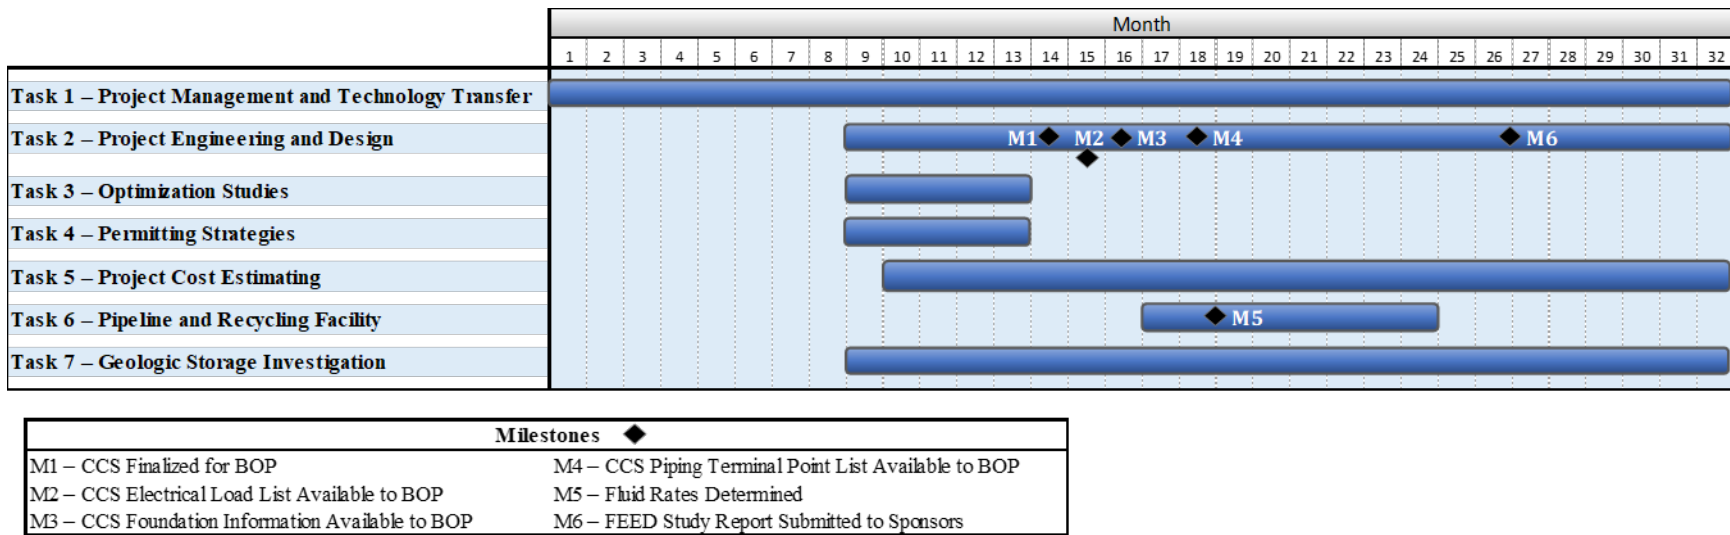 Month
1 2 3 4 5 6 7 8 9 10 11 12 13 14 15 16 17 18 19 20 21 22 23 24 25 26 27 28 29 30 31 32
Task 1 – Project Management and Technology Transfer
Task 2 – Project Engineering and Design M1 M2 M3 M4 M6
Task 3 – Optimization Studies
Task 4 – Permitting Strategies
Task 5 – Project Cost Estimating
Task 6 – Pipeline and Recycling Facility M5
Task 7 – Geologic Storage Investigation
Milestones
M1 – CCS Finalized for BOP M4 – CCS Piping Terminal Point List Available to BOP
M2 – CCS Electrical Load List Available to BOP M5 – Fluid Rates Determined
M3 – CCS Foundation Information Available to BOP M6 – FEED Study Report Submitted to Sponsors